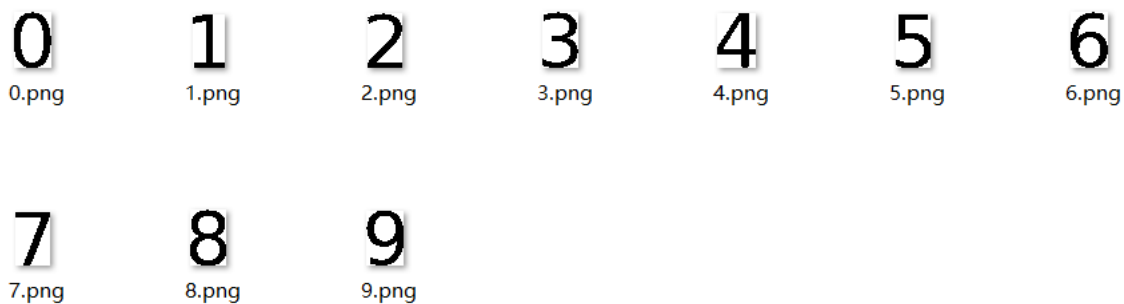 0 1 2 3 4 5 6
0.png 1.png 2.png 3.png 4.png 5.png 6.png
7 8 9
7.png 8.png 9.png